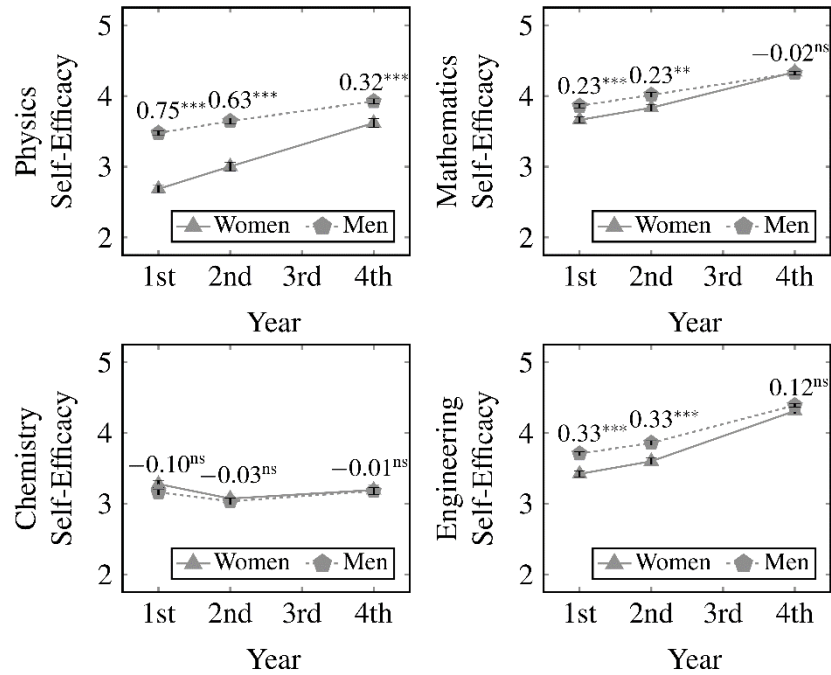 Physics
Self-Efficacy
5
4
3
2
0.75***
0.63***
0.32***
Women
Men
1st
2nd
3rd
4th
Year
Mathematics
Self-Efficacy
5
4
3
2
0.23***
0.23**
−0.02ns
Women
Men
1st
2nd
3rd
4th
Year
Chemistry
Self-Efficacy
5
4
3
2
−0.10ns
−0.03ns
−0.01ns
Women
Men
1st
2nd
3rd
4th
Year
Engineering
Self-Efficacy
5
4
3
2
0.33***
0.33***
0.12ns
Women
Men
1st
2nd
3rd
4th
Year